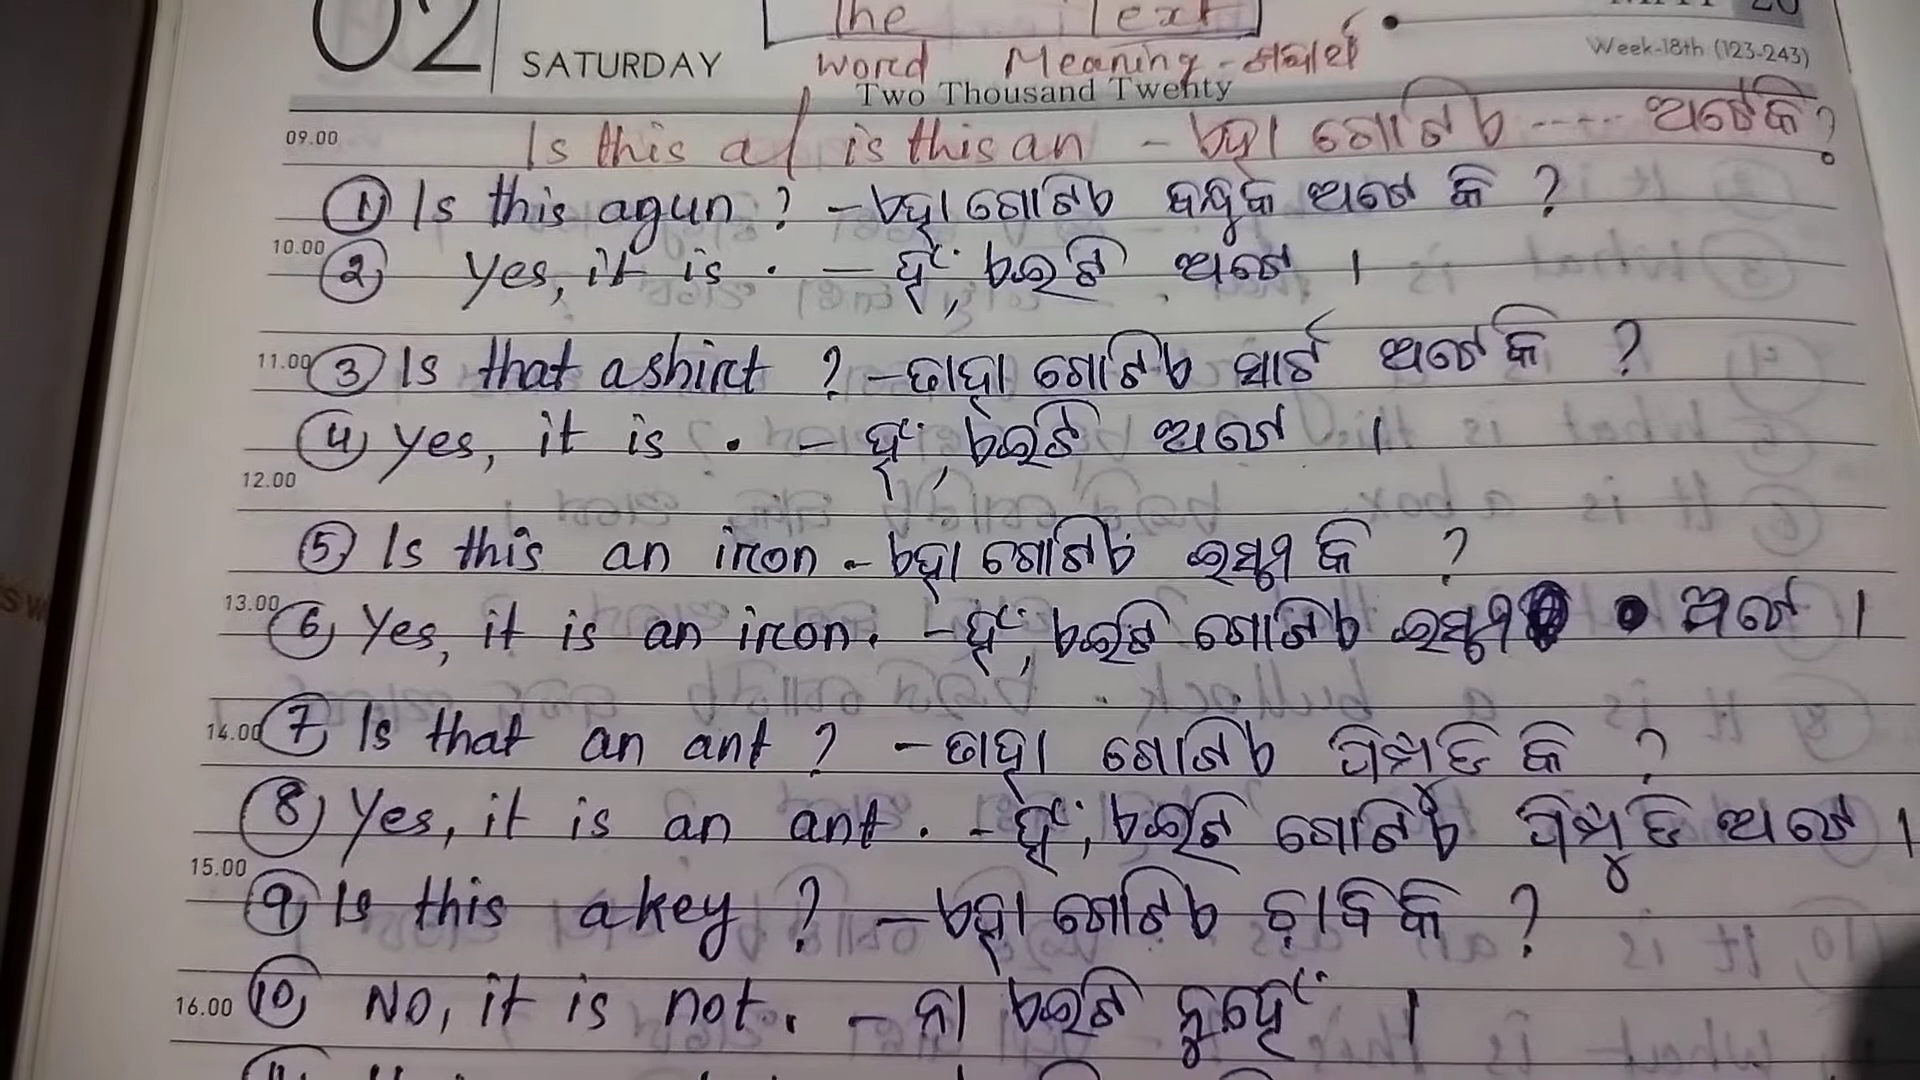 02
SATURDAY
The Text
Word Meaning - ଶବ୍ଦାର୍ଥ
Week-18th (123-243)
Two Thousand Twenty
09.00
Is this a / is this an - ଏହା ଗୋଟିଏ ---- ଅଟେକି?
① Is this a gun ? - ଏହା ଗୋଟିଏ ବନ୍ଧୁକ ଅଟେ କି ?
10.00
② Yes, it is . - ହଁ, ଏଇଟି ଅଟେ ।
11.00
③ Is that a shirt ? - ତାହା ଗୋଟିଏ ସାର୍ଟ ଅଟେ କି ?
④ Yes, it is . - ହଁ, ଏଇଟି ଅଟେ ।
12.00
⑤ Is this an iron - ଏହା ଗୋଟିଏ ଇସ୍ତ୍ରୀ କି ?
13.00
⑥ Yes, it is an iron. - ହଁ, ଏଇଟି ଗୋଟିଏ ଇସ୍ତ୍ରୀ ଅଟେ ।
14.00
⑦ Is that an ant ? - ତାହା ଗୋଟିଏ ପିମ୍ପୁଡି କି ?
⑧ Yes, it is an ant . - ହଁ, ଏଇଟି ଗୋଟିଏ ପିମ୍ପୁଡି ଅଟେ ।
15.00
⑨ Is this a key ? - ଏହା ଗୋଟିଏ ଚାବି କି ?
16.00
⑩ NO, it is not. - ନା ଏଇଟି ନୁହେଁ ।